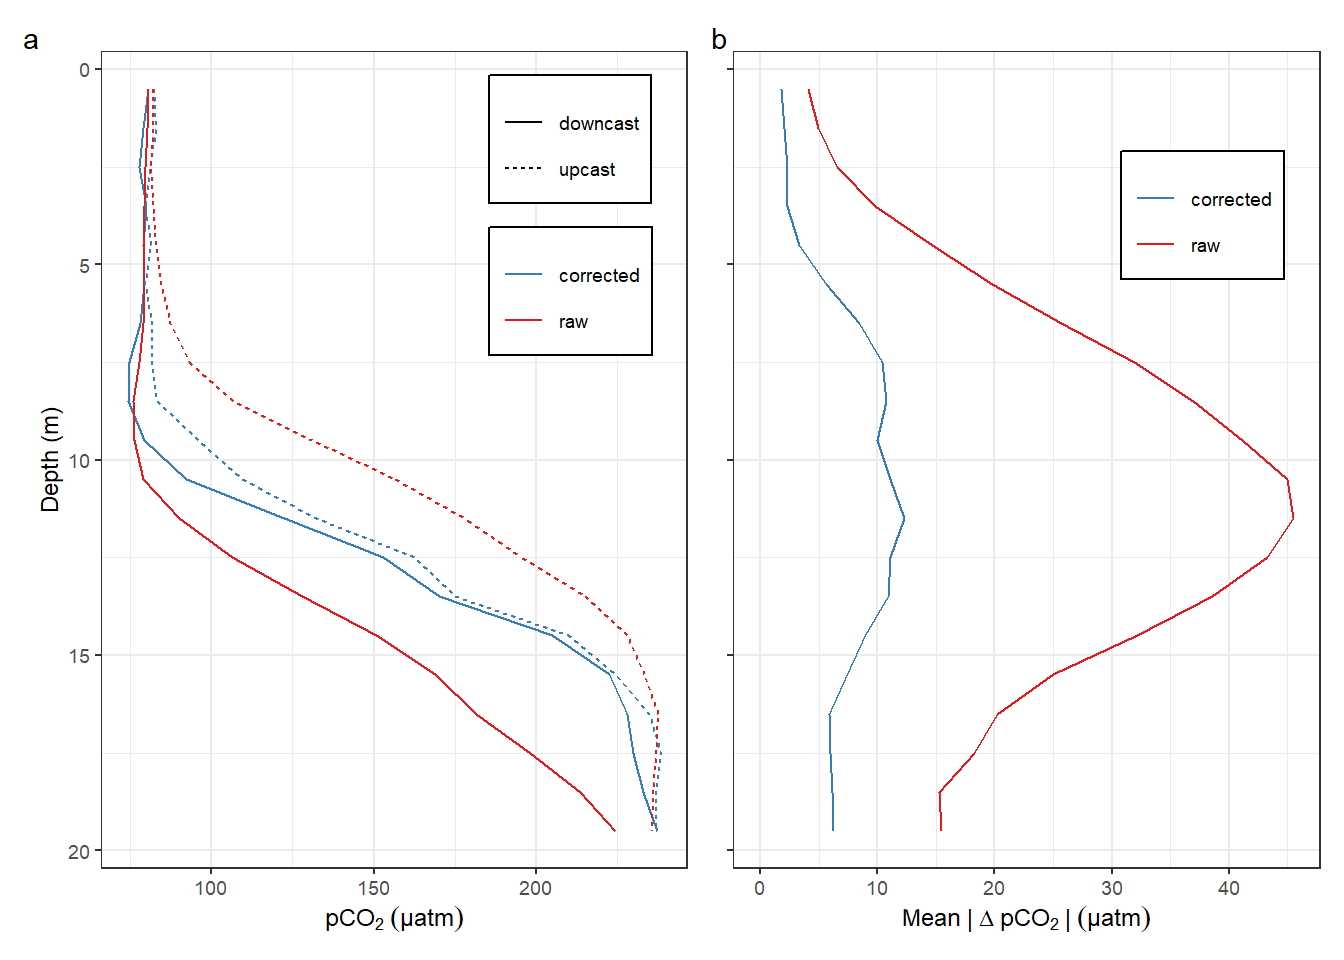 a
0
5
10
15
20
Depth (m)
downcast
upcast
corrected
raw
100
150
200
pCO₂ (µatm)
b
corrected
raw
0
10
20
30
40
Mean | Δ pCO₂ | (µatm)